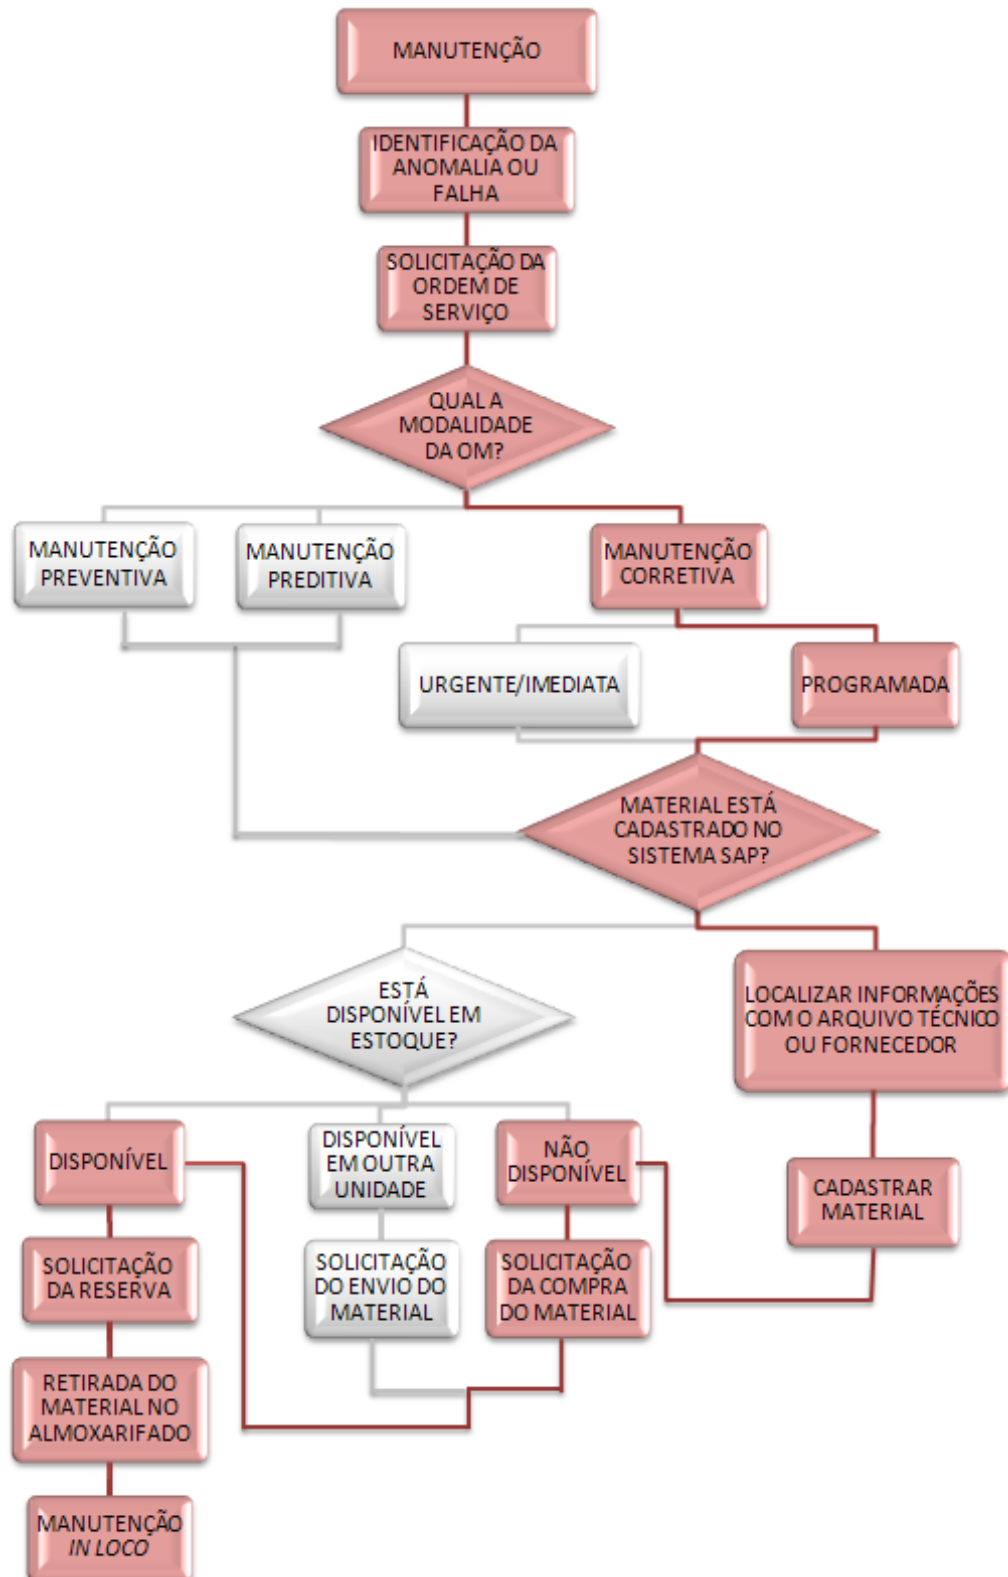 MANUTENÇÃO
IDENTIFICAÇÃO DA
ANOMALIA OU
FALHA
SOLICITAÇÃO DA
ORDEM DE
SERVIÇO
QUAL A
MODALIDADE
DA OM?
MANUTENÇÃO
PREVENTIVA
MANUTENÇÃO
PREDITIVA
MANUTENÇÃO
CORRETIVA
URGENTE/IMEDIATA
PROGRAMADA
MATERIAL ESTÁ
CADASTRADO NO
SISTEMA SAP?
ESTÁ
DISPONÍVEL EM
ESTOQUE?
LOCALIZAR INFORMAÇÕES
COM O ARQUIVO TÉCNICO
OU FORNECEDOR
DISPONÍVEL
DISPONÍVEL
EM OUTRA
UNIDADE
NÃO
DISPONÍVEL
CADASTRAR
MATERIAL
SOLICITAÇÃO
DA RESERVA
SOLICITAÇÃO
DO ENVIO DO
MATERIAL
SOLICITAÇÃO
DA COMPRA
DO MATERIAL
RETIRADA DO
MATERIAL NO
ALMOXARIFADO
MANUTENÇÃO
IN LOCO